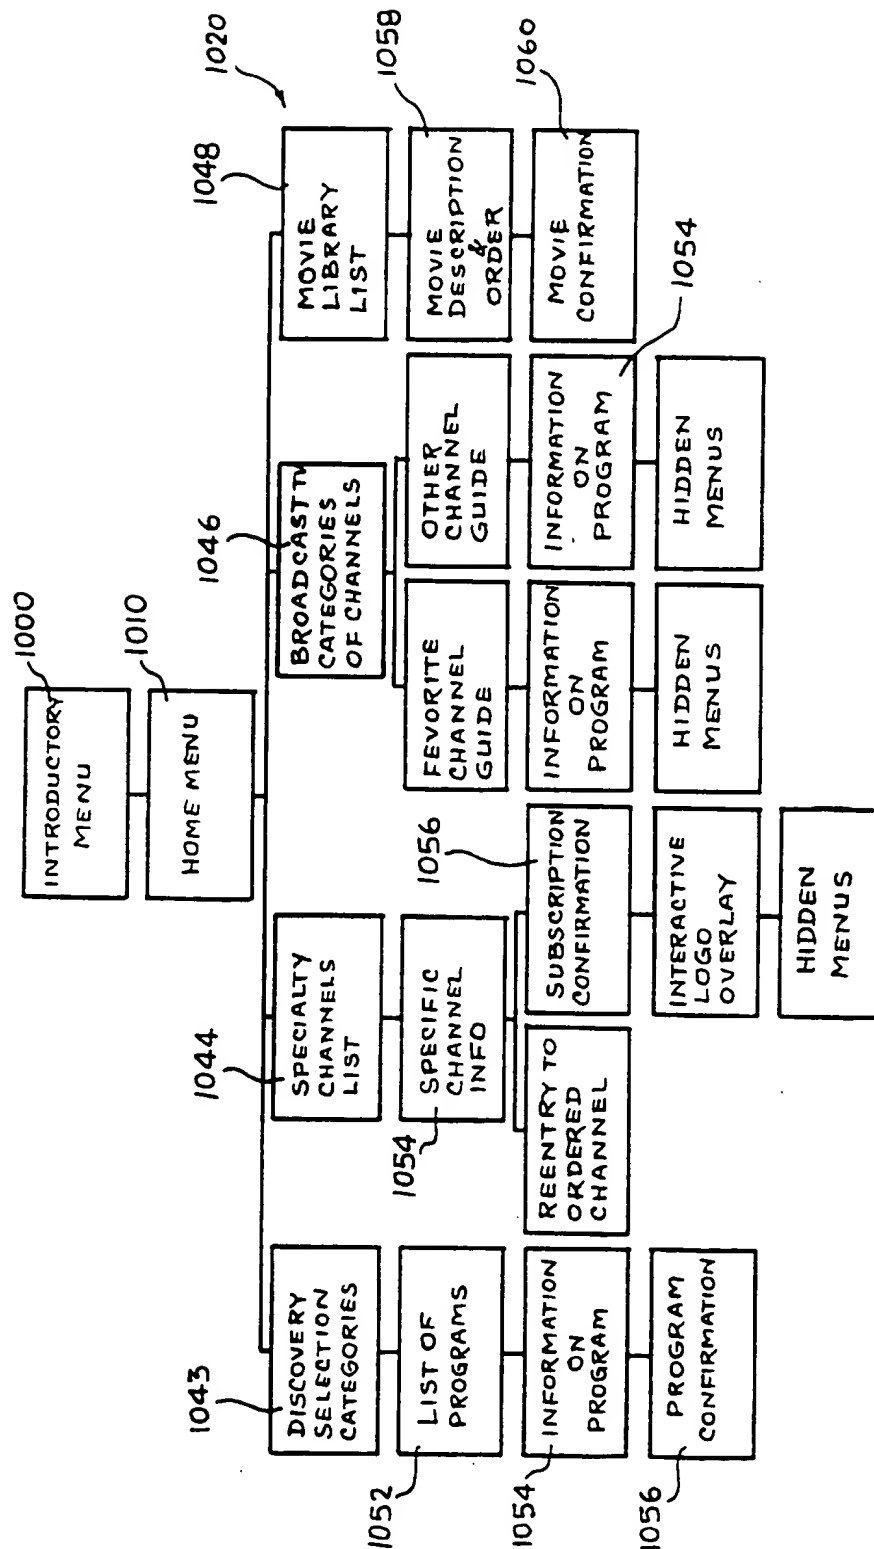 1000
INTRODUCTORY
MENU
1010
HOME MENU
1020
1043
DISCOVERY
SELECTION
CATEGORIES
1044
SPECIALTY
CHANNELS
LIST
1046
BROADCAST TV
CATEGORIES
OF CHANNELS
1048
MOVIE
LIBRARY
LIST
1052
LIST OF
PROGRAMS
1054
SPECIFIC
CHANNEL
INFO
FEVORITE
CHANNEL
GUIDE
OTHER
CHANNEL
GUIDE
1058
MOVIE
DESCRIPTION
&
ORDER
1054
INFORMATION
ON
PROGRAM
REENTRY TO
ORDERED
CHANNEL
1056
SUBSCRIPTION
CONFIRMATION
INFORMATION
ON
PROGRAM
INFORMATION
ON
PROGRAM
1054
1060
MOVIE
CONFIRMATION
1056
PROGRAM
CONFIRMATION
INTERACTIVE
LOGO
OVERLAY
HIDDEN
MENUS
HIDDEN
MENUS
HIDDEN
MENUS